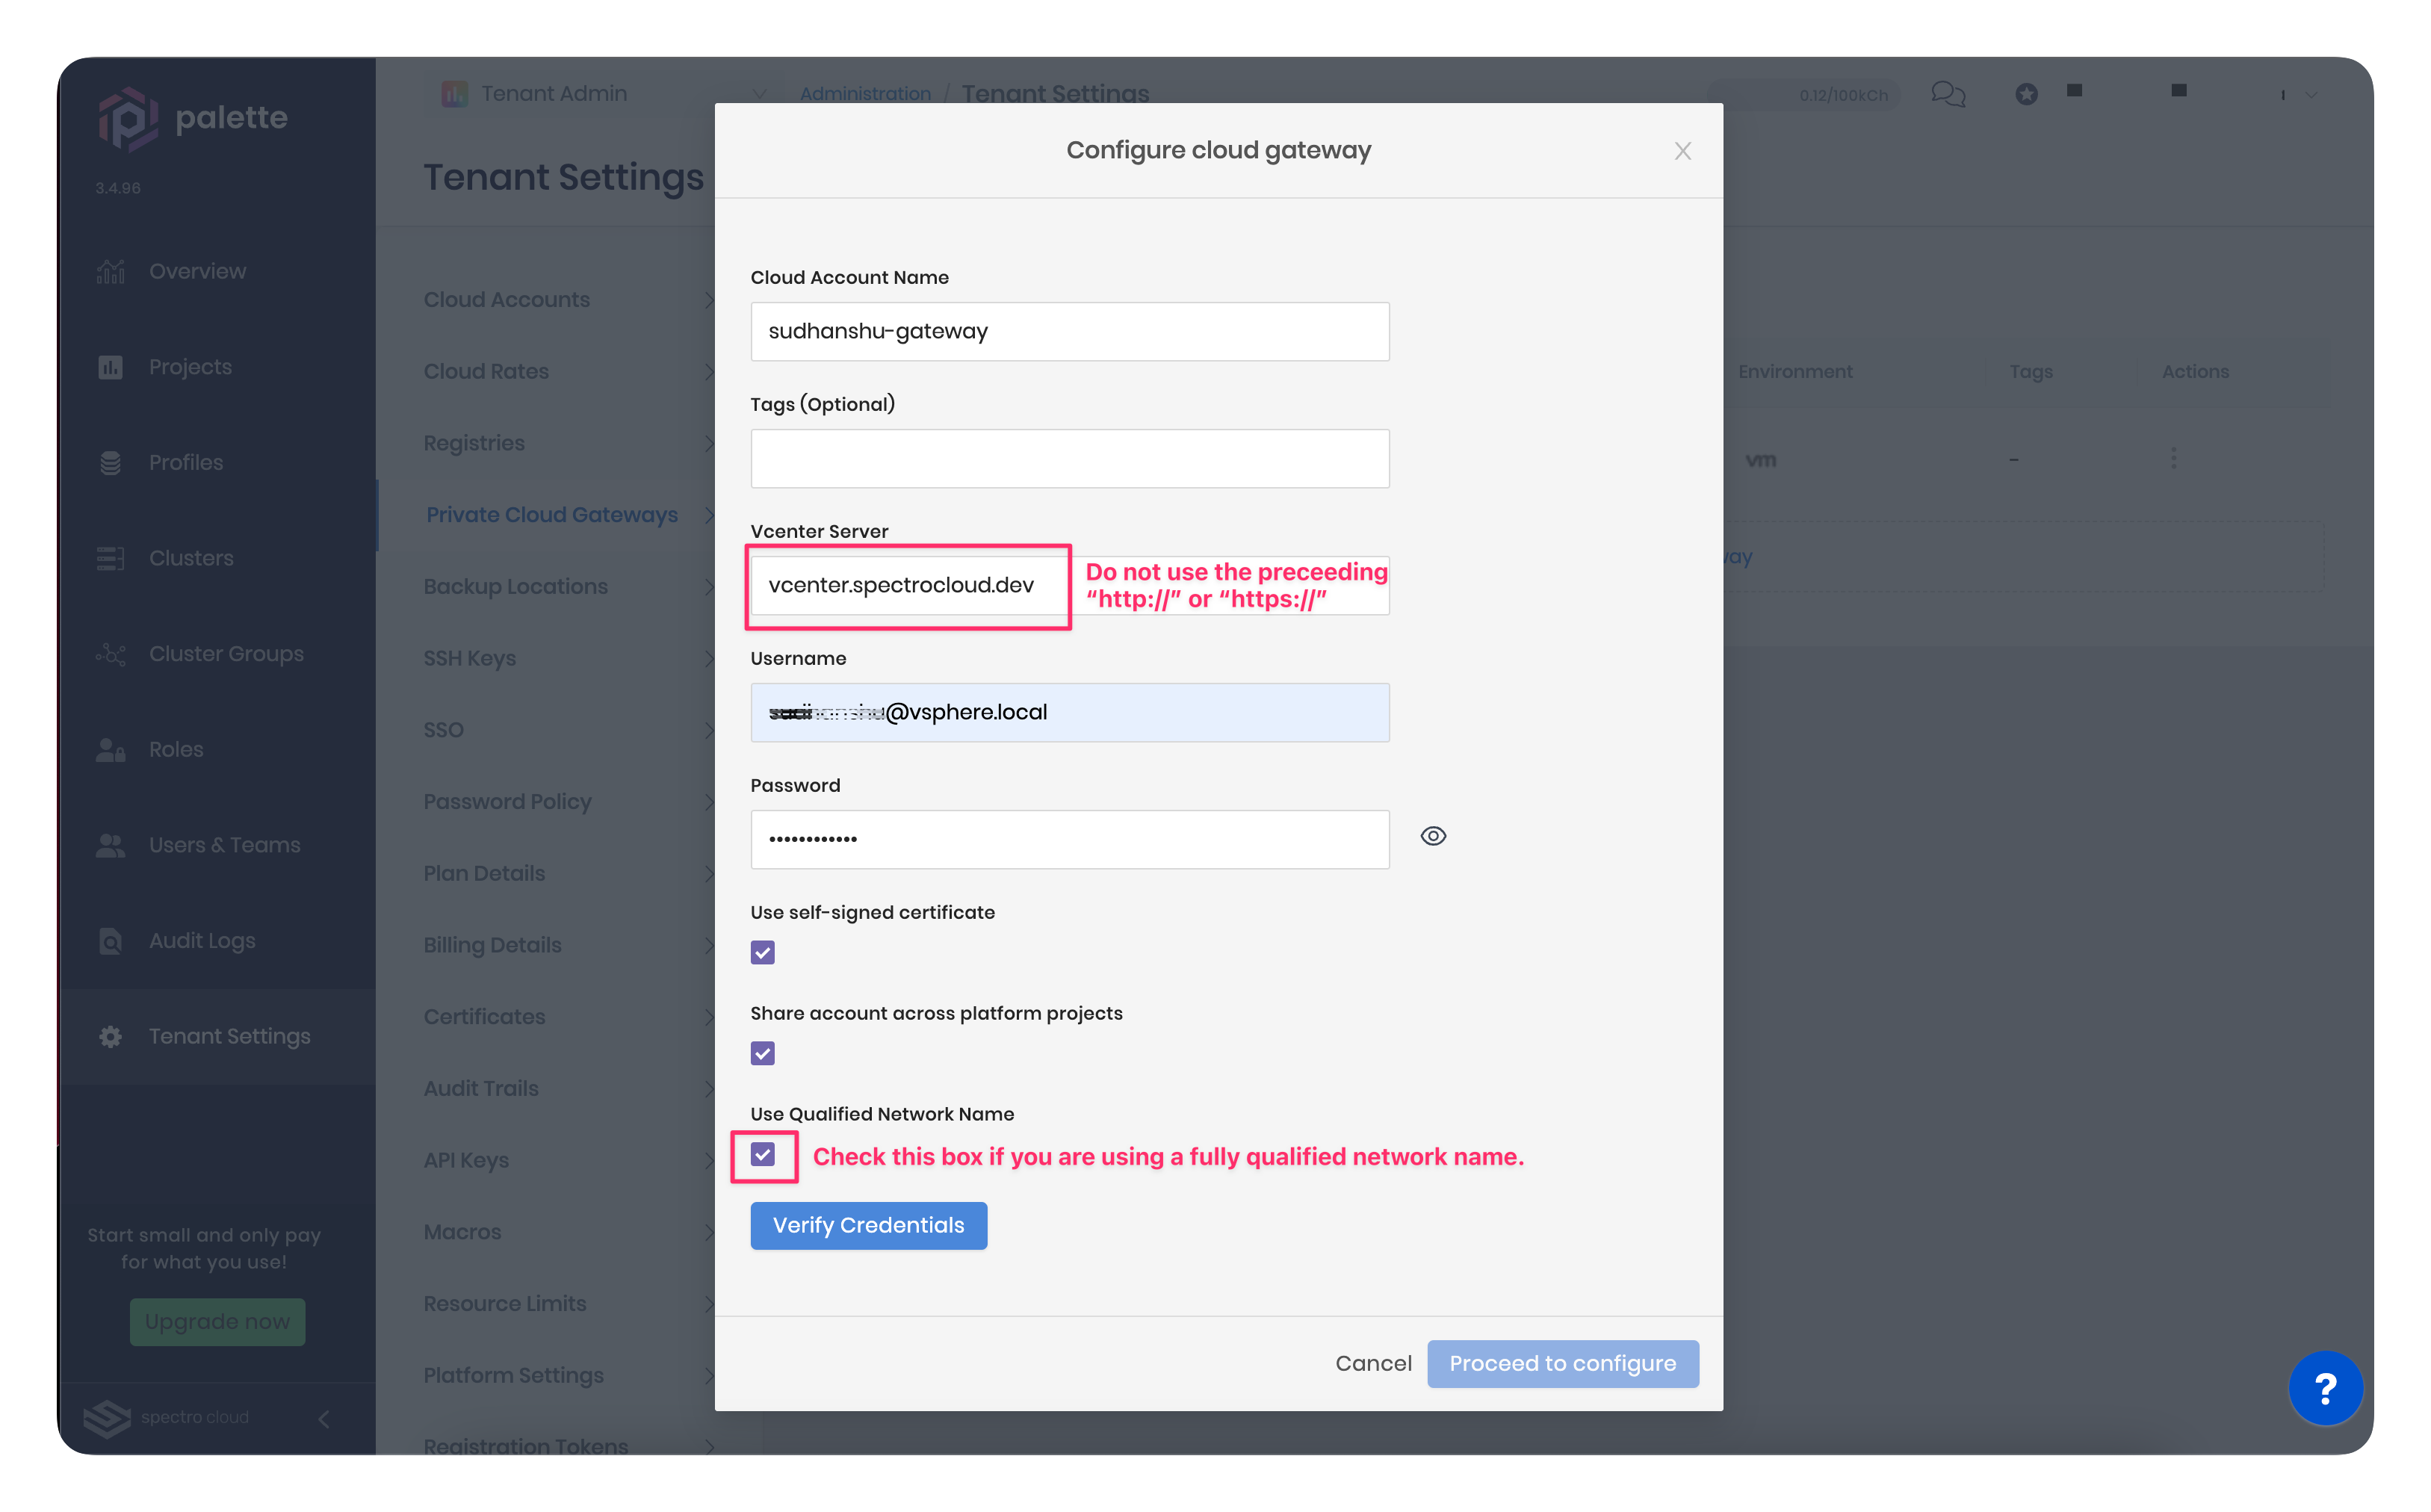 palette
3.4.96
Overview
Projects
Profiles
Clusters
Cluster Groups
Roles
Users & Teams
Audit Logs
Tenant Settings
Start small and only pay
for what you use!
Upgrade now
spectro cloud
Tenant Admin
Administration / Tenant Settings
0.12/100kCh
Tenant Settings
Cloud Accounts
Cloud Rates
Registries
Private Cloud Gateways
Backup Locations
SSH Keys
SSO
Password Policy
Plan Details
Billing Details
Certificates
Audit Trails
API Keys
Macros
Resource Limits
Platform Settings
Registration Tokens
Configure cloud gateway
Cloud Account Name
sudhanshu-gateway
Tags (Optional)
Vcenter Server
vcenter.spectrocloud.dev
Do not use the preceeding
“http://” or “https://”
Username
@vsphere.local
Password
Use self-signed certificate
Share account across platform projects
Use Qualified Network Name
Check this box if you are using a fully qualified network name.
Verify Credentials
Cancel
Proceed to configure
Environment
Tags
Actions
vm
-
way
?